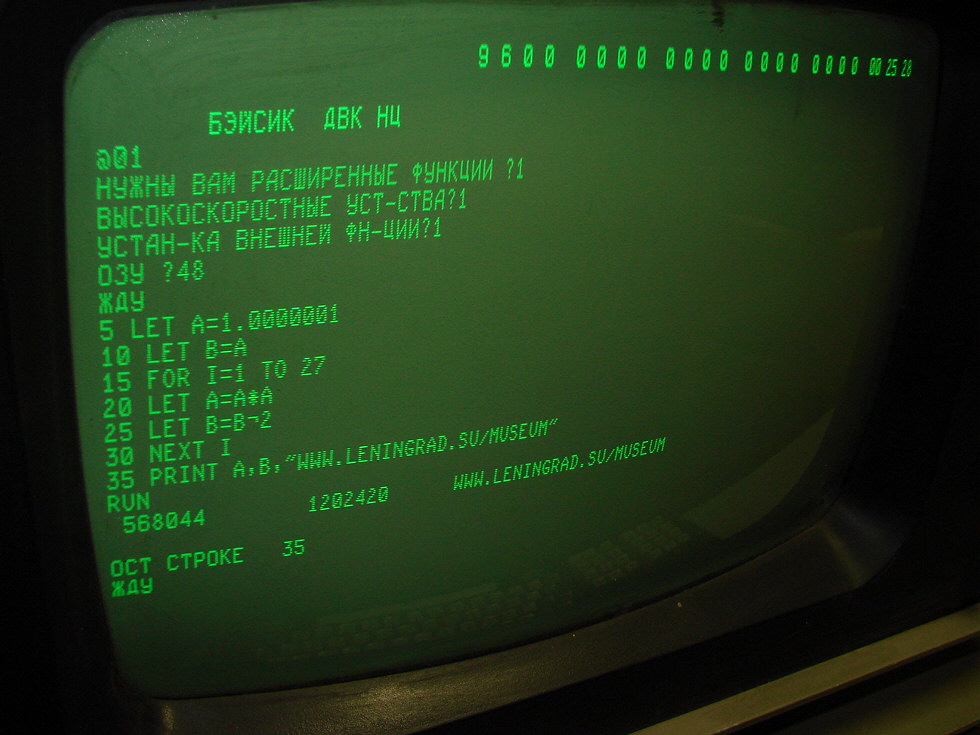 9600 0000 0000 0000 0000 00 25 28
БЭЙСИК ДВК НЦ
@01
НУЖНЫ ВАМ РАСШИРЕННЫЕ ФУНКЦИИ ?1
ВЫСОКОСКОРОСТНЫЕ УСТ-СТВА?1
УСТАН-КА ВНЕШНЕЙ ФН-ЦИИ?1
ОЗУ ?48
ЖДУ
5 LET A=1.0000001
10 LET B=A
15 FOR I=1 TO 27
20 LET A=A*A
25 LET B=B¬2
30 NEXT I
35 PRINT A,B,"WWW.LENINGRAD.SU/MUSEUM"
RUN
568044 1202420 WWW.LENINGRAD.SU/MUSEUM
ОСТ СТРОКЕ 35
ЖДУ